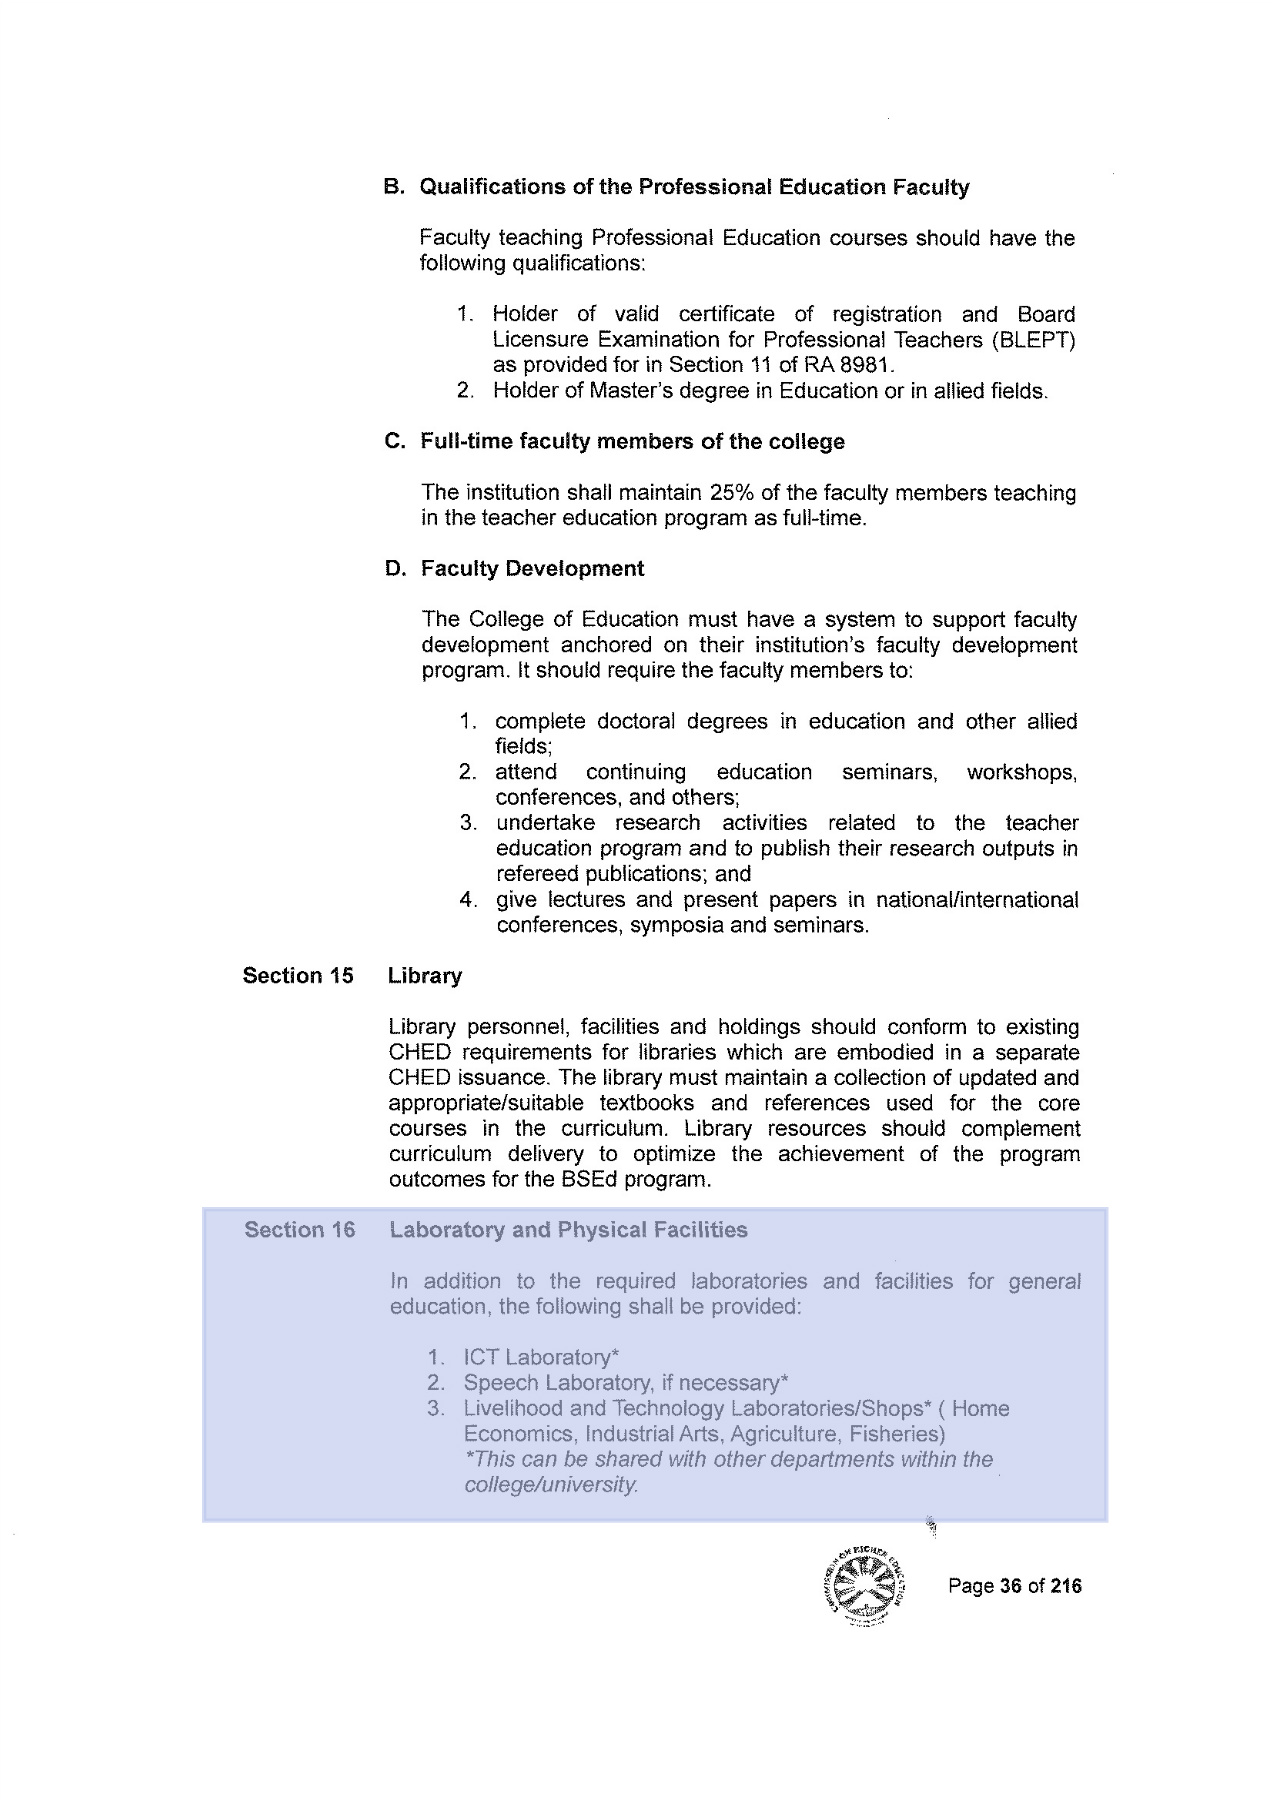 B. Qualifications of the Professional Education Faculty
Faculty teaching Professional Education courses should have the
following qualifications:
1. Holder of valid certificate of registration and Board
Licensure Examination for Professional Teachers (BLEPT)
as provided for in Section 11 of RA 8981.
2. Holder of Master's degree in Education or in allied fields.
C. Full-time faculty members of the college
The institution shall maintain 25% of the faculty members teaching
in the teacher education program as full-time.
D. Faculty Development
The College of Education must have a system to support faculty
development anchored on their institution's faculty development
program. It should require the faculty members to:
1. complete doctoral degrees in education and other allied
fields;
2. attend continuing education seminars, workshops,
conferences, and others;
3. undertake research activities related to the teacher
education program and to publish their research outputs in
refereed publications; and
4. give lectures and present papers in national/international
conferences, symposia and seminars.
Section 15 Library
Library personnel, facilities and holdings should conform to existing
CHED requirements for libraries which are embodied in a separate
CHED issuance. The library must maintain a collection of updated and
appropriate/suitable textbooks and references used for the core
courses in the curriculum. Library resources should complement
curriculum delivery to optimize the achievement of the program
outcomes for the BSEd program.
Section 16 Laboratory and Physical Facilities
In addition to the required laboratories and facilities for general
education, the following shall be provided:
1. ICT Laboratory*
2. Speech Laboratory, if necessary*
3. Livelihood and Technology Laboratories/Shops* ( Home
Economics, Industrial Arts, Agriculture, Fisheries)
*This can be shared with other departments within the
college/university.
COMMISSION ON HIGHER EDUCATION
Page 36 of 216